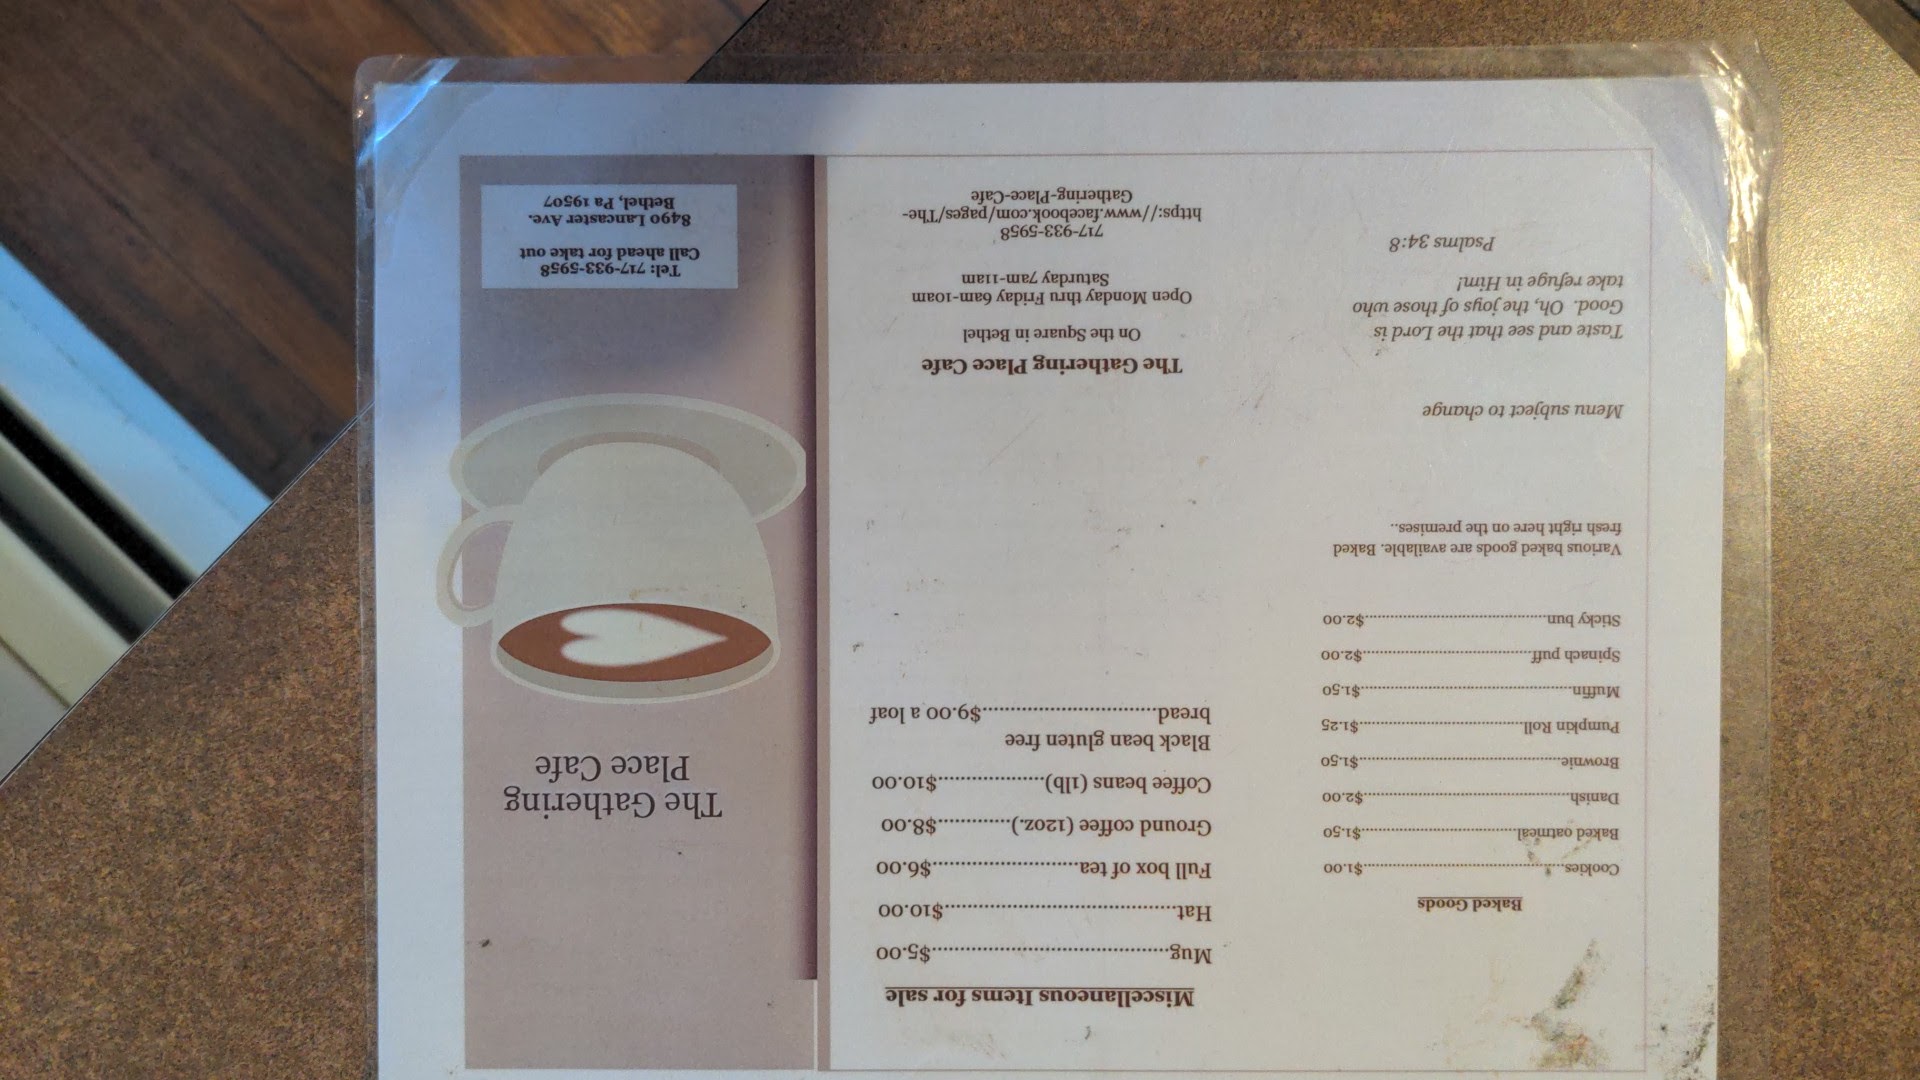 Baked Goods
Cookies.................................................$1.00
Baked oatmeal.....................................$1.50
Danish..................................................$2.00
Brownie................................................$1.50
Pumpkin Roll.......................................$1.25
Muffin...................................................$1.50
Spinach puff.........................................$2.00
Sticky bun............................................$2.00
Various baked goods are available. Baked
fresh right here on the premises..
Menu subject to change
Taste and see that the Lord is
Good.  Oh, the joys of those who
take refuge in Him!
Psalms 34:8
Miscellaneous Items for sale
Mug.........................................$5.00
Hat........................................$10.00
Full box of tea.........................$6.00
Ground coffee (12oz.).............$8.00
Coffee beans (1lb)...................$10.00
Black bean gluten free
bread..............................$9.00 a loaf
The Gathering Place Cafe
On the Square in Bethel
Open Monday thru Friday 6am-10am
Saturday 7am-11am
717-933-5958
https://www.facebook.com/pages/The-
Gathering-Place-Cafe
The Gathering
Place Cafe
Tel: 717-933-5958
Call ahead for take out
8490 Lancaster Ave.
Bethel, Pa 19507